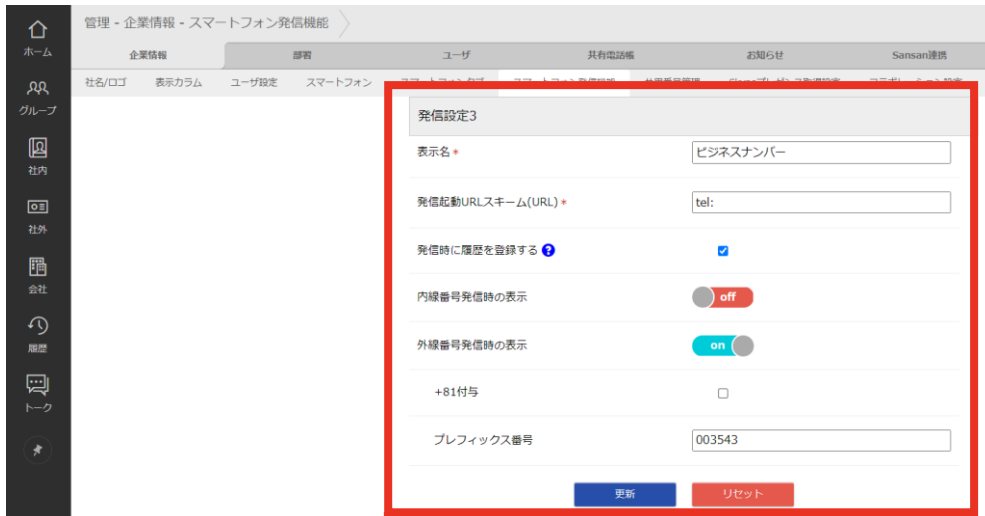 管理 - 企業情報 - スマートフォン発信機能
ホーム
グループ
社内
社外
会社
履歴
トーク
企業情報 部署 ユーザ 共有電話帳 お知らせ Sansan連携
社名/ロゴ 表示カラム ユーザ設定 スマートフォン
発信設定3
表示名 * ビジネスナンバー
発信起動URLスキーム(URL) * tel:
発信時に履歴を登録する ?
内線番号発信時の表示 off
外線番号発信時の表示 on
+81付与
プレフィックス番号 003543
更新 リセット